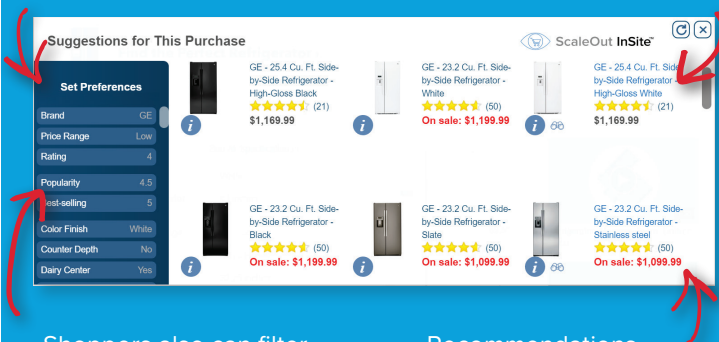 Suggestions for This Purchase
ScaleOut InSite™
Set Preferences
Brand GE
Price Range Low
Rating 4
Popularity 4.5
Best-selling 5
Color Finish White
Counter Depth No
Dairy Center Yes
GE - 25.4 Cu. Ft. Side-
by-Side Refrigerator -
High-Gloss Black
(21)
$1,169.99
GE - 23.2 Cu. Ft. Side-
by-Side Refrigerator -
White
(50)
On sale: $1,199.99
GE - 25.4 Cu. Ft. Side-
by-Side Refrigerator -
High-Gloss White
(21)
$1,169.99
GE - 23.2 Cu. Ft. Side-
by-Side Refrigerator -
Black
(50)
On sale: $1,199.99
GE - 23.2 Cu. Ft. Side-
by-Side Refrigerator -
Slate
(50)
On sale: $1,099.99
GE - 23.2 Cu. Ft. Side-
by-Side Refrigerator -
Stainless steel
(50)
On sale: $1,099.99
Shoppers also can filter
Recommendations